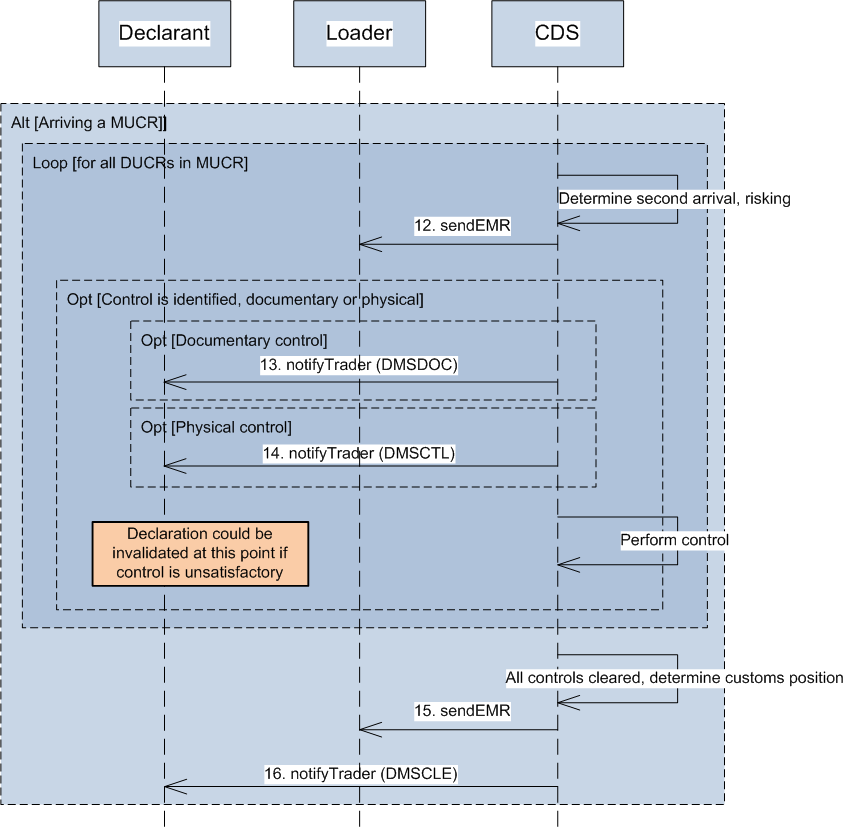 Declarant
Loader
CDS
Alt [Arriving a MUCR]]
Loop [for all DUCRs in MUCR]
Determine second arrival, risking
12. sendEMR
Opt [Control is identified, documentary or physical]
Opt [Documentary control]
13. notifyTrader (DMSDOC)
Opt [Physical control]
14. notifyTrader (DMSCTL)
Declaration could be
invalidated at this point if
control is unsatisfactory
Perform control
All controls cleared, determine customs position
15. sendEMR
16. notifyTrader (DMSCLE)